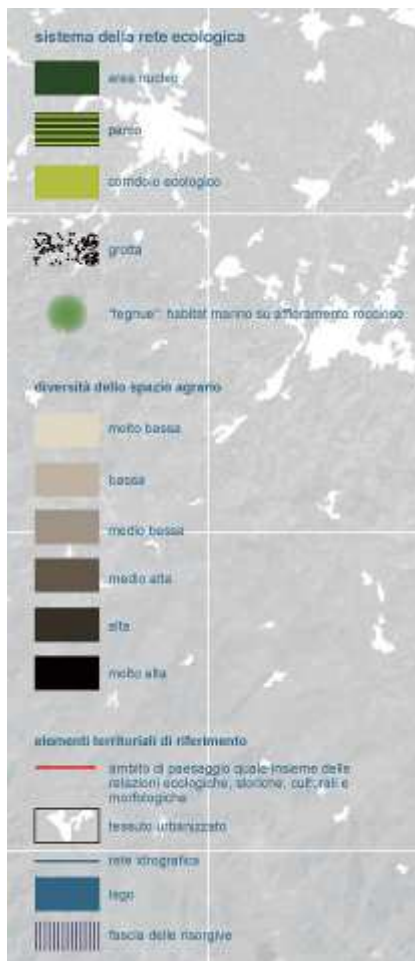 sistema della rete ecologica
area nucleo
parco
corridoio ecologico
grotta
"tegnue": habitat marino su affioramento roccioso
diversità dello spazio agrario
molto bassa
bassa
medio bassa
medio alta
alta
molto alta
elementi territoriali di riferimento
ambito di paesaggio quale insieme delle
relazioni ecologiche, storiche, culturali e
morfologiche
tessuto urbanizzato
rete idrografica
lago
fascia delle risorgive